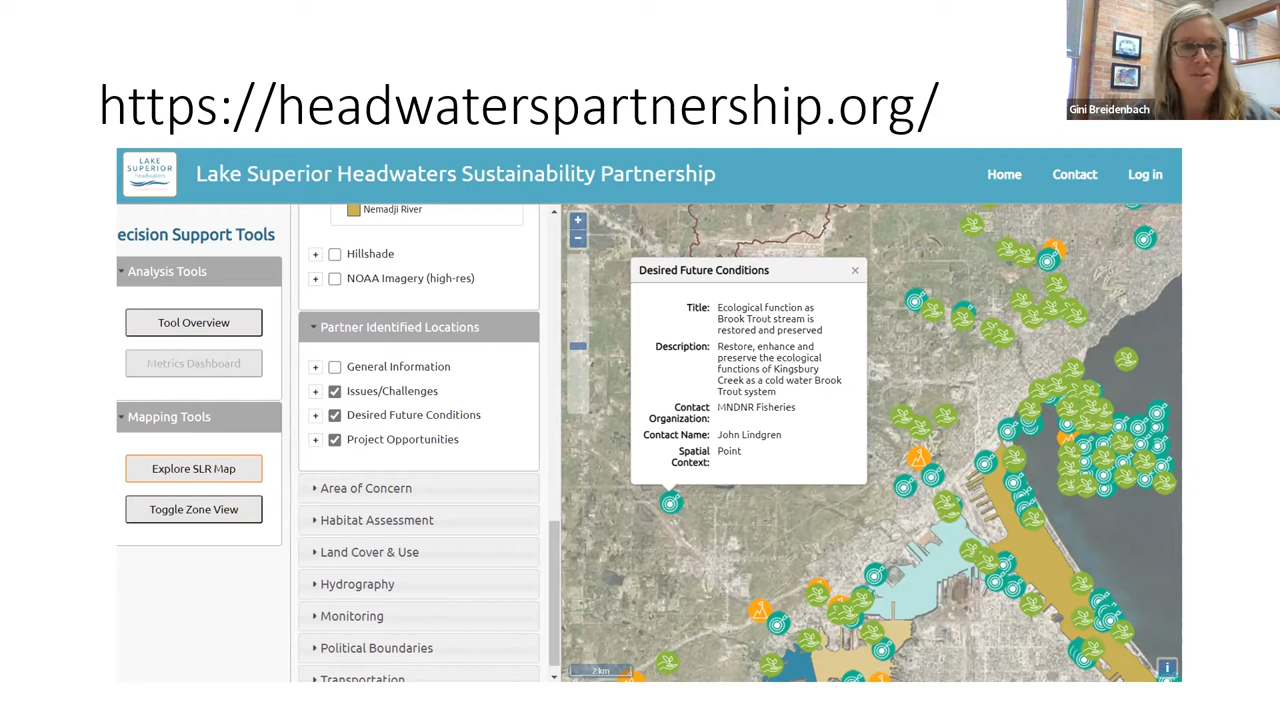 https://headwaterspartnership.org/
Gini Breidenbach
LAKE
SUPERIOR
Lake Superior Headwaters Sustainability Partnership
Home
Contact
Log in
ecision Support Tools
Analysis Tools
Tool Overview
Metrics Dashboard
Mapping Tools
Explore SLR Map
Toggle Zone View
Nemadji River
+ Hillshade
+ NOAA Imagery (high-res)
Partner Identified Locations
+ General Information
+ Issues/Challenges
+ Desired Future Conditions
+ Project Opportunities
Area of Concern
Habitat Assessment
Land Cover & Use
Hydrography
Monitoring
Political Boundaries
Transportation
+
−
Desired Future Conditions ×
Title: Ecological function as
Brook Trout stream is
restored and preserved
Description: Restore, enhance and
preserve the ecological
functions of Kingsbury
Creek as a cold water Brook
Trout system
Contact MNDNR Fisheries
Organization:
Contact Name: John Lindgren
Spatial Point
Context:
2 km
i